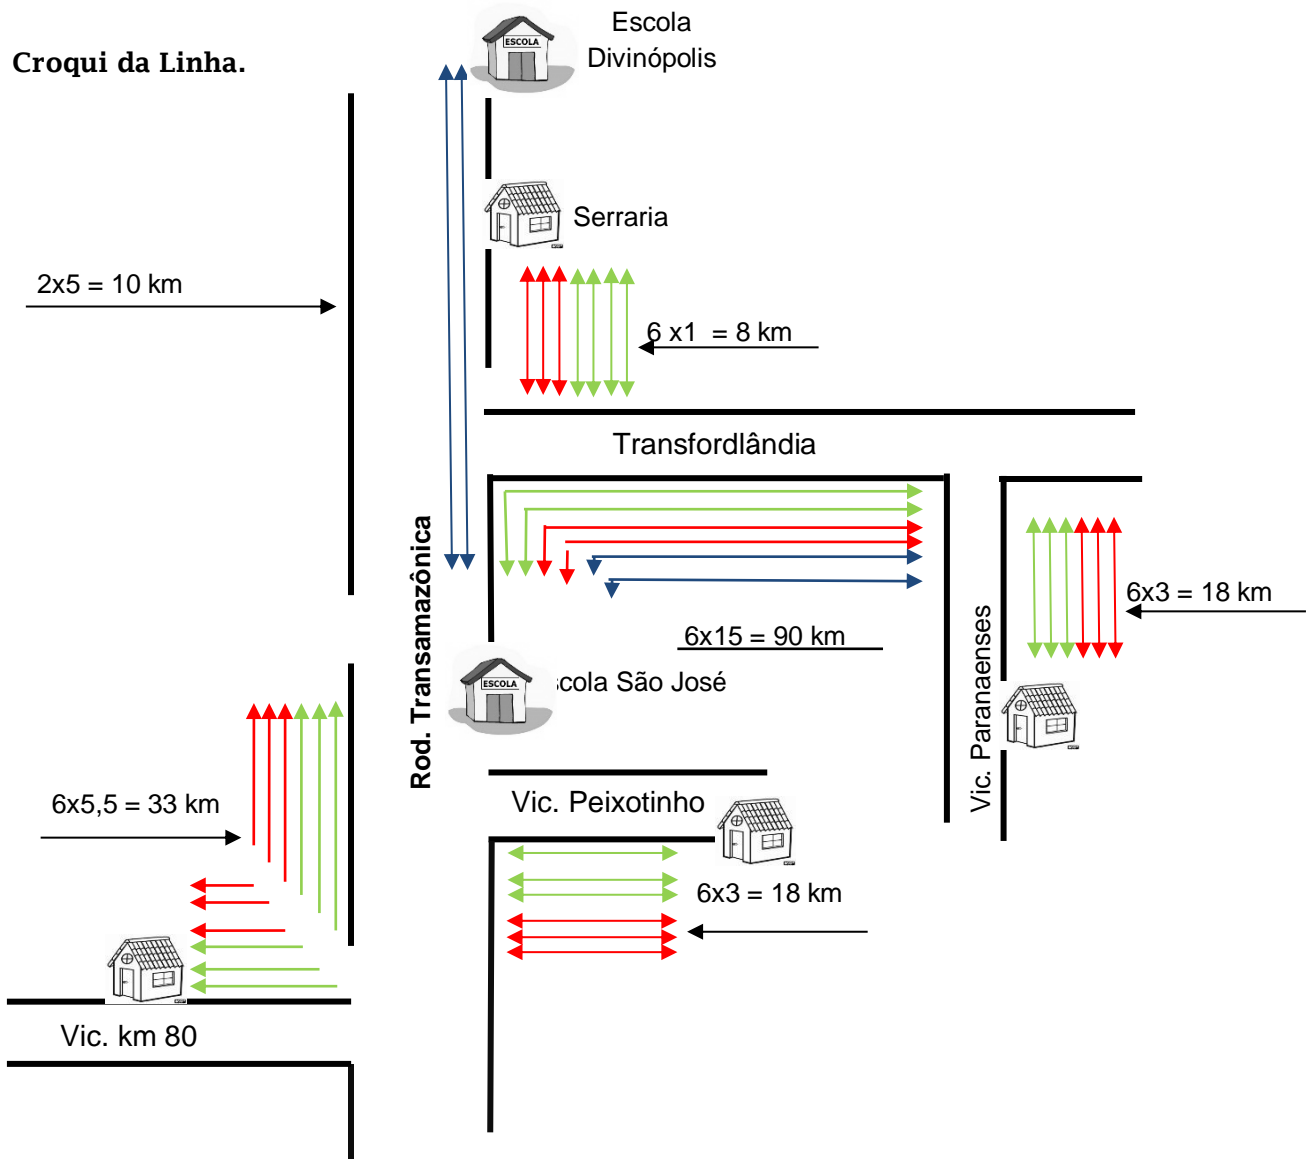 Croqui da Linha.
Escola
Divinópolis
ESCOLA
Serraria
2x5 = 10 km
6 x1 = 8 km
Transfordlândia
Rod. Transamazônica
6x15 = 90 km
6x3 = 18 km
Vic. Paranaenses
ESCOLA
scola São José
6x5,5 = 33 km
Vic. Peixotinho
6x3 = 18 km
Vic. km 80